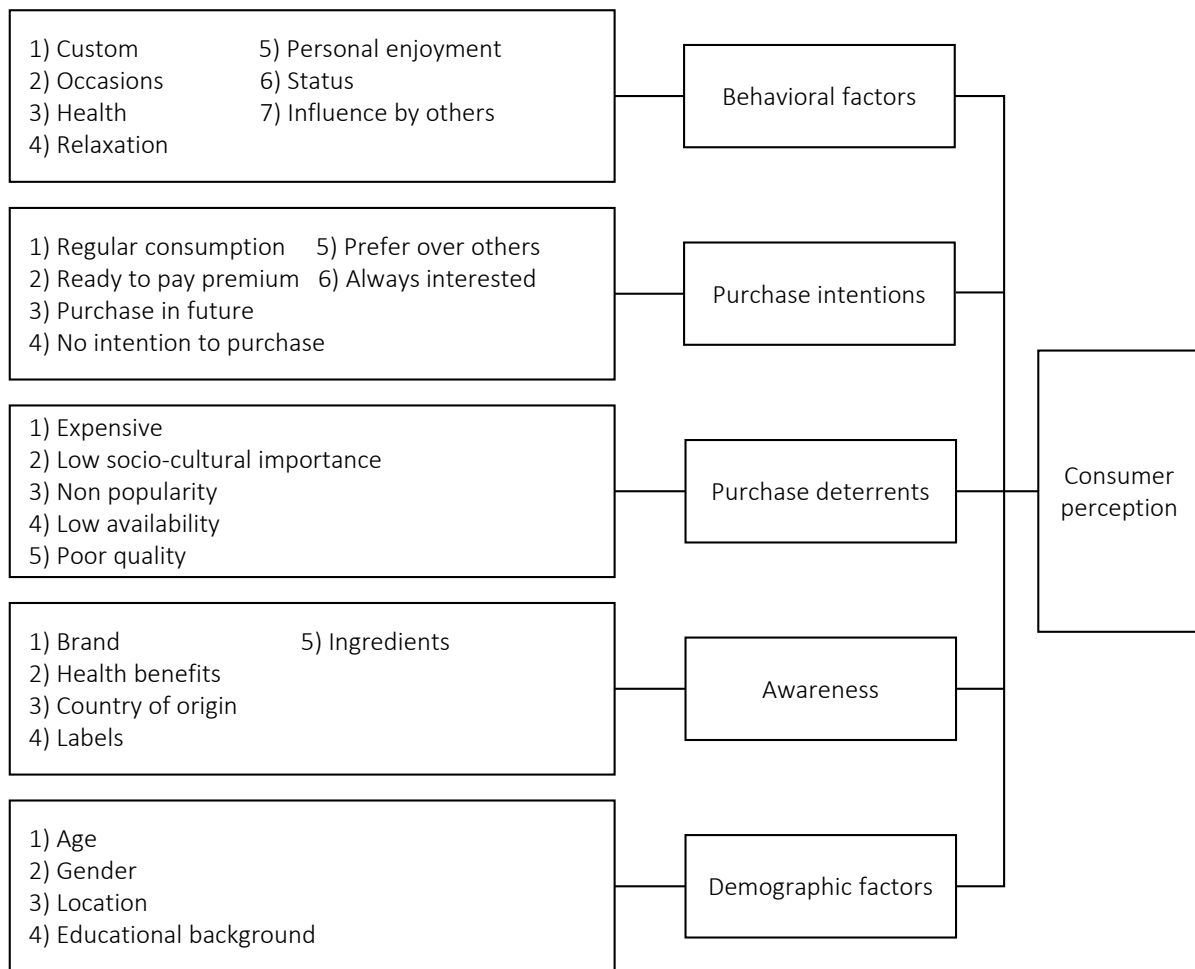 1) Custom
2) Occasions
3) Health
4) Relaxation
5) Personal enjoyment
6) Status
7) Influence by others
Behavioral factors
1) Regular consumption
2) Ready to pay premium
3) Purchase in future
4) No intention to purchase
5) Prefer over others
6) Always interested
Purchase intentions
1) Expensive
2) Low socio-cultural importance
3) Non popularity
4) Low availability
5) Poor quality
Purchase deterrents
Consumer
perception
1) Brand
2) Health benefits
3) Country of origin
4) Labels
5) Ingredients
Awareness
1) Age
2) Gender
3) Location
4) Educational background
Demographic factors